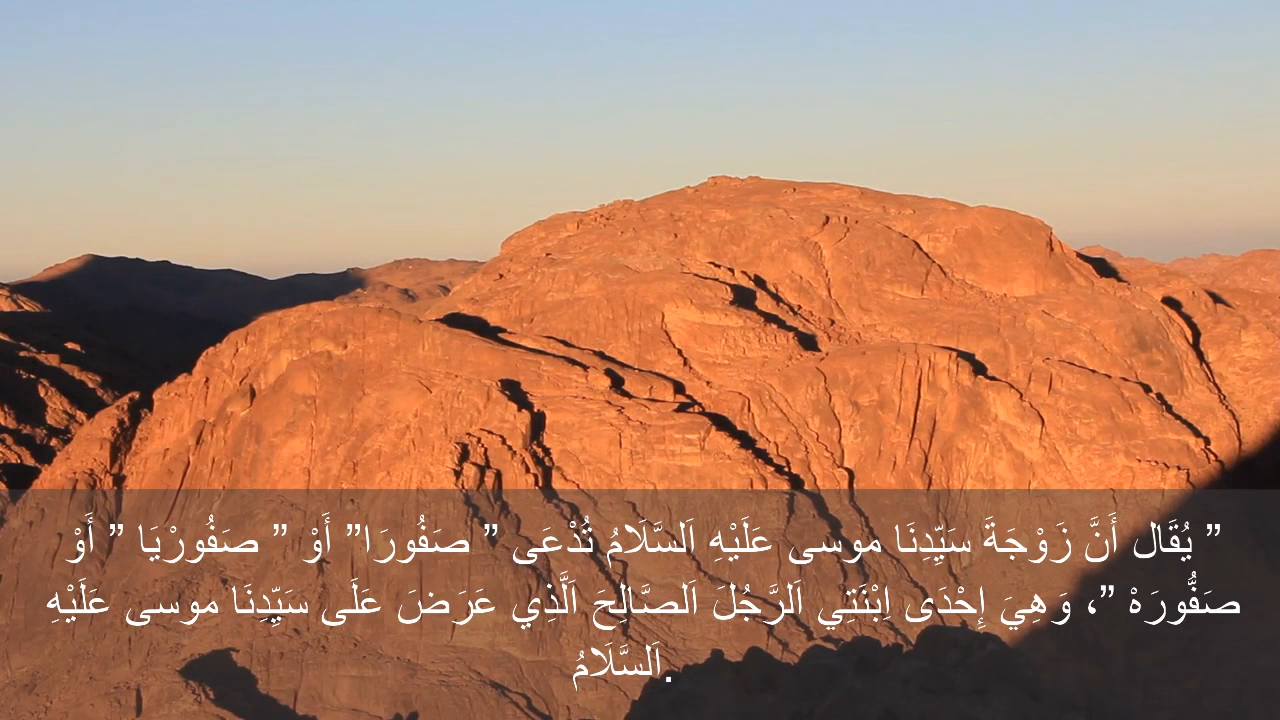 ” يُقَال أَنَّ زَوْجَةَ سَيِّدِنَا موسى عَلَيْهِ اَلسَّلَامُ تُدْعَى ” صَفُورَا” أَوْ ” صَفُورْيَا ” أَوْ
صَفُّورَهْ ”، وَهِيَ إِحْدَى اِبْنَتِي اَلرَّجُلَ اَلصَّالِحَ اَلَّذِي عَرَضَ عَلَى سَيِّدِنَا موسى عَلَيْهِ
اَلسَّلَامُ.